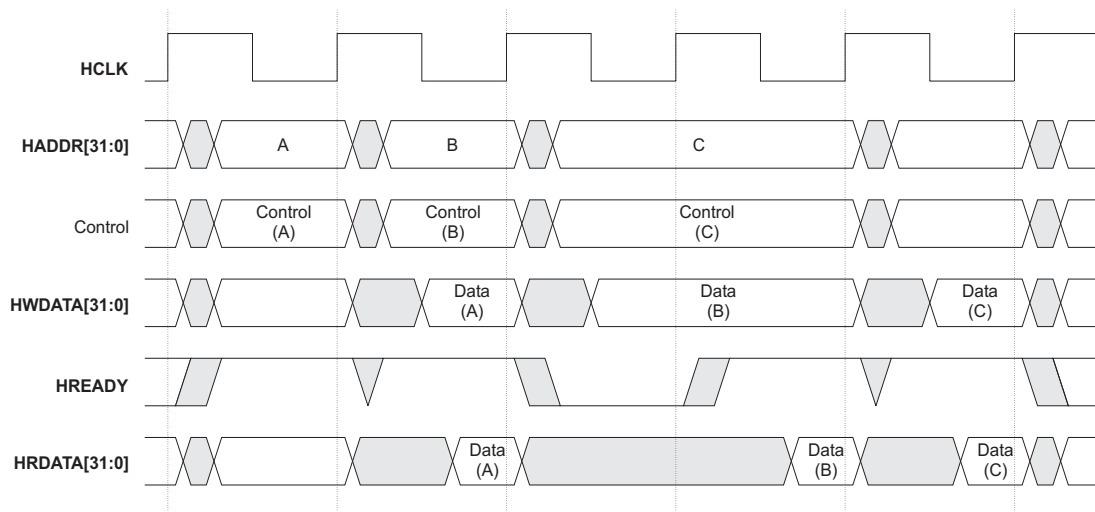 HCLK
HADDR[31:0]
A
B
C
Control
Control
(A)
Control
(B)
Control
(C)
HWDATA[31:0]
Data
(A)
Data
(B)
Data
(C)
HREADY
HRDATA[31:0]
Data
(A)
Data
(B)
Data
(C)